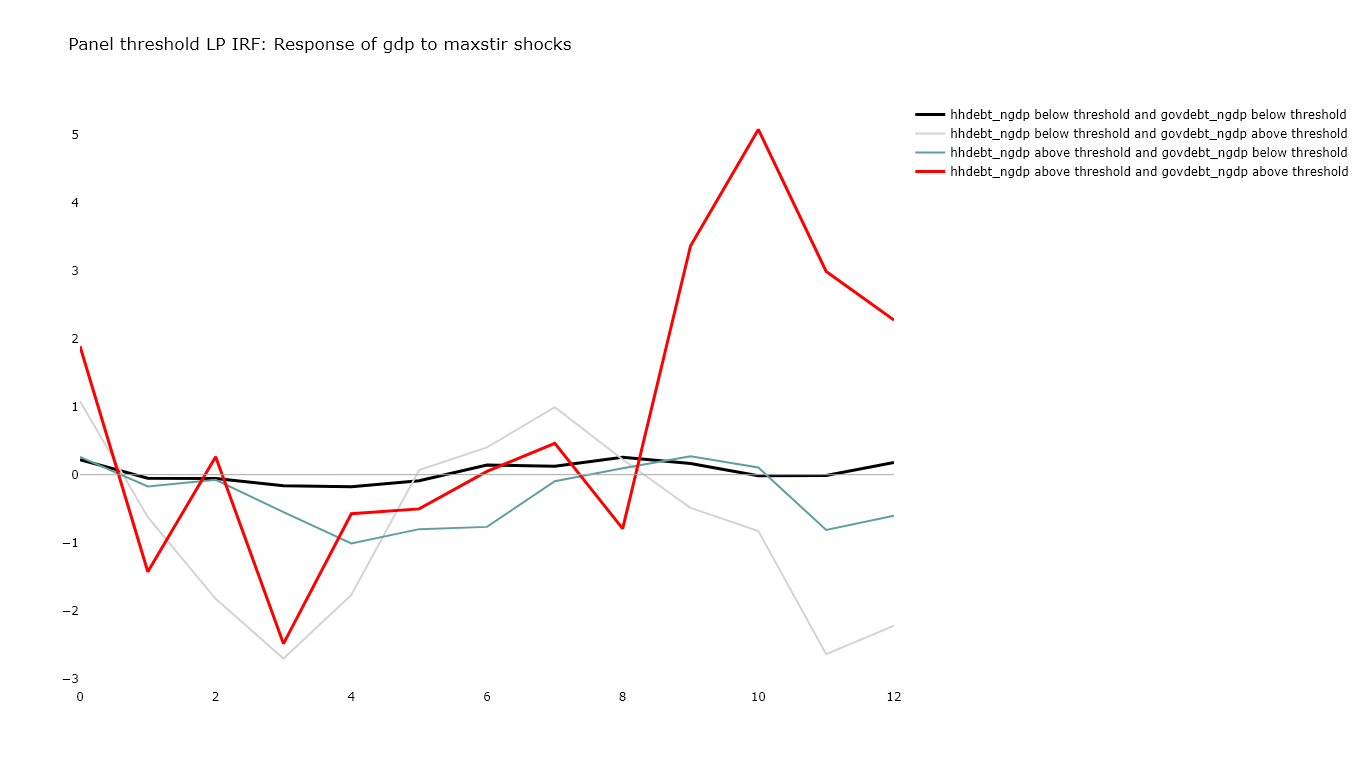 Panel threshold LP IRF: Response of gdp to maxstir shocks
hhdebt_ngdp below threshold and govdebt_ngdp below threshold
hhdebt_ngdp below threshold and govdebt_ngdp above threshold
hhdebt_ngdp above threshold and govdebt_ngdp below threshold
hhdebt_ngdp above threshold and govdebt_ngdp above threshold
5
4
3
2
1
0
−1
−2
−3
0 2 4 6 8 10 12